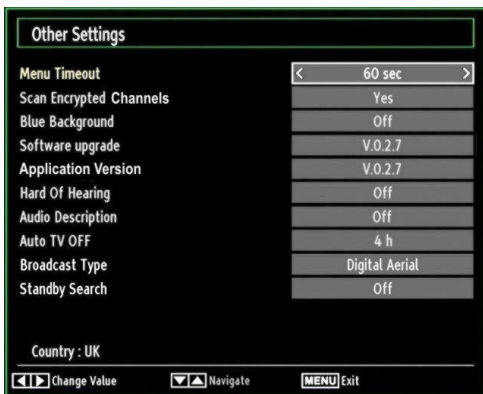 Other Settings
Menu Timeout < 60 sec >
Scan Encrypted Channels Yes
Blue Background Off
Software upgrade V.0.2.7
Application Version V.0.2.7
Hard Of Hearing Off
Audio Description Off
Auto TV OFF 4 h
Broadcast Type Digital Aerial
Standby Search Off
Country : UK
Change Value Navigate MENU Exit